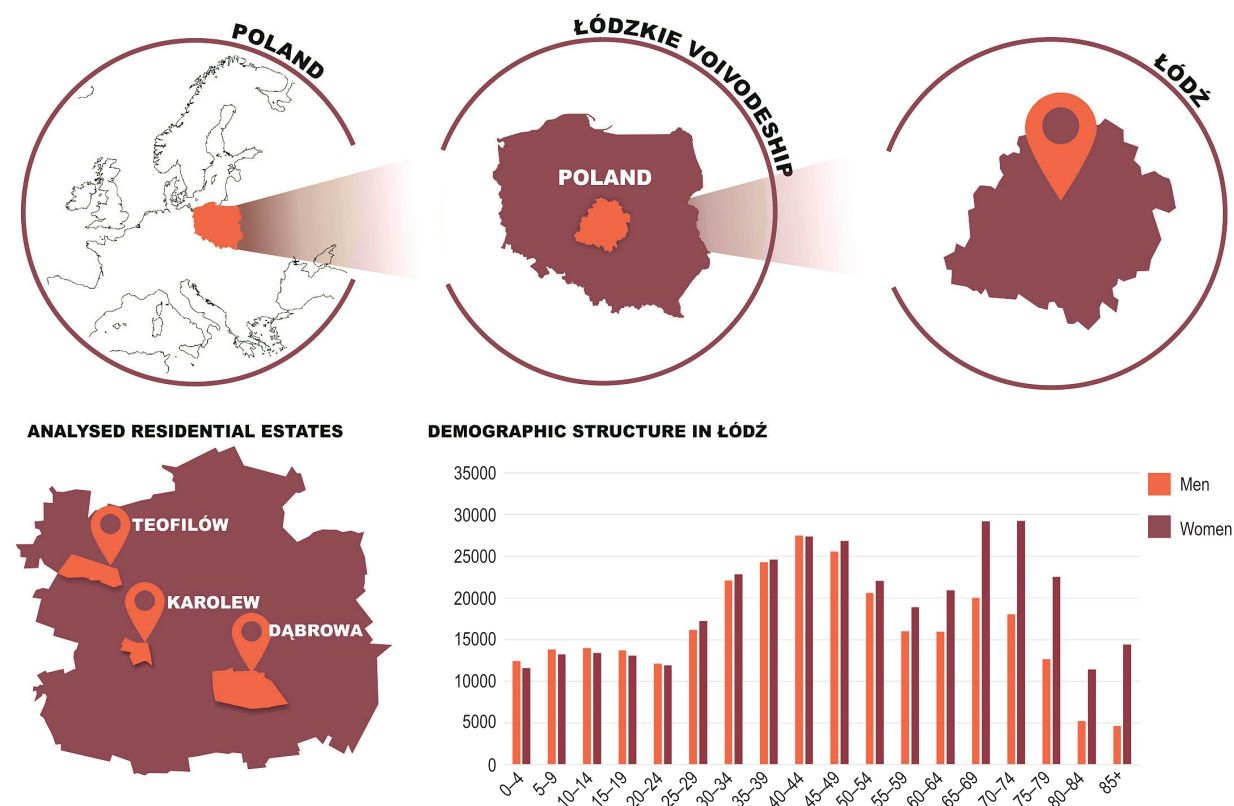 POLAND
ŁÓDZKIE VOIVODESHIP
ŁÓDŹ
POLAND
ANALYSED RESIDENTIAL ESTATES
TEOFILÓW
KAROLEW
DĄBROWA
DEMOGRAPHIC STRUCTURE IN ŁÓDŹ
35000
30000
25000
20000
15000
10000
5000
0
0–4
5–9
10–14
15–19
20–24
25–29
30–34
35–39
40–44
45–49
50–54
55–59
60–64
65–69
70–74
75–79
80–84
85+
Men
Women